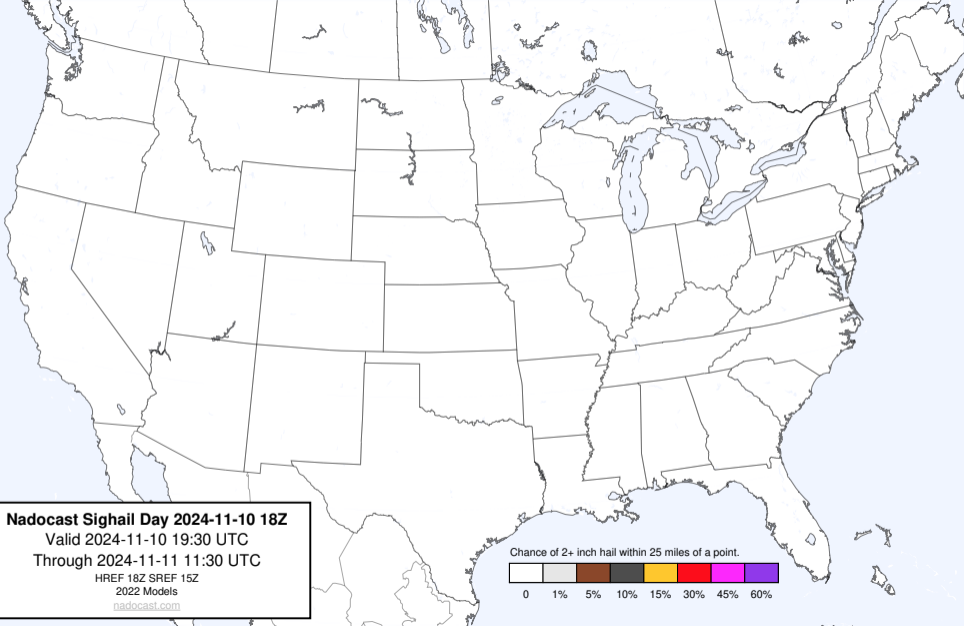 Nadocast Sighail Day 2024-11-10 18Z
Valid 2024-11-10 19:30 UTC
Through 2024-11-11 11:30 UTC
HREF 18Z SREF 15Z
2022 Models
nadocast.com
Chance of 2+ inch hail within 25 miles of a point.
0 1% 5% 10% 15% 30% 45% 60%